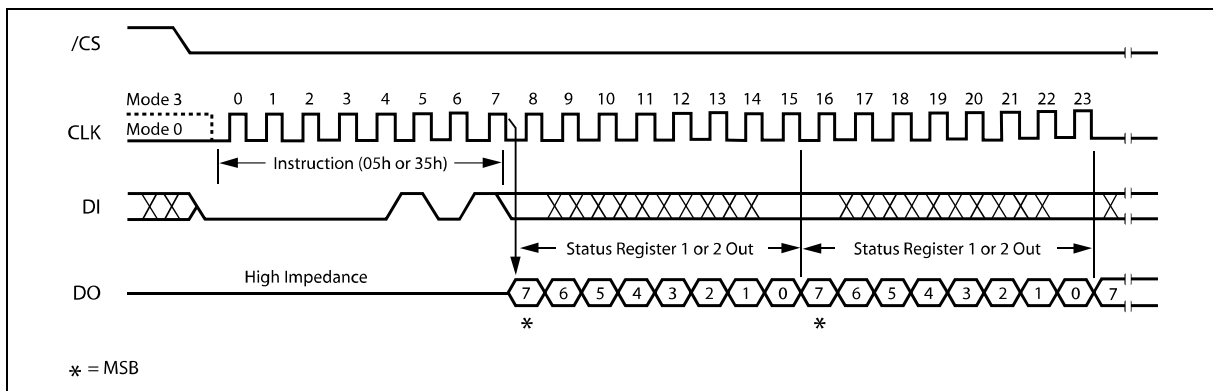 /CS
Mode 3
0 1 2 3 4 5 6 7 8 9 10 11 12 13 14 15 16 17 18 19 20 21 22 23
CLK
Mode 0
Instruction (05h or 35h)
DI
Status Register 1 or 2 Out Status Register 1 or 2 Out
High Impedance
DO
7 6 5 4 3 2 1 0 7 6 5 4 3 2 1 0 7
* *
* = MSB